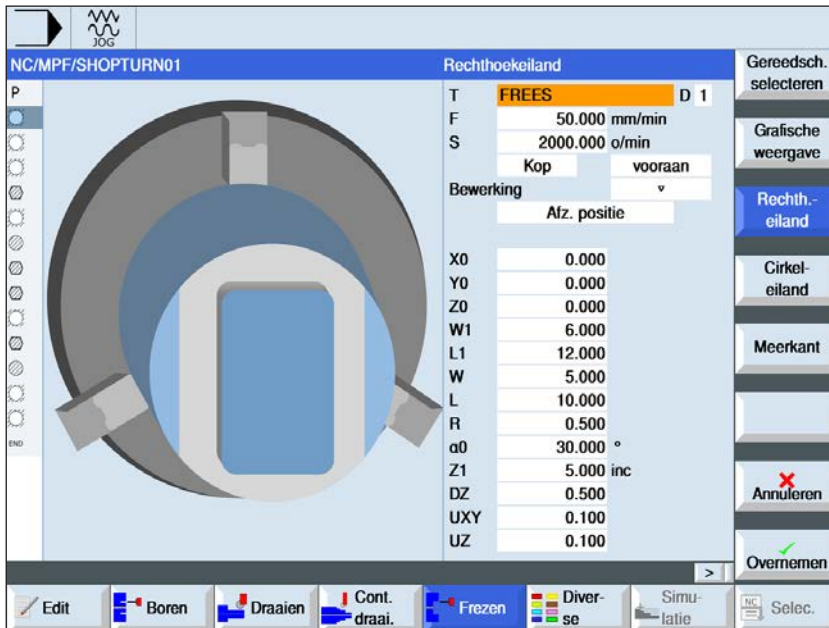 JOG
NC/MPF/SHOPTURN01
Rechthoekeiland
P
END
T FREES D 1
F 50.000 mm/min
S 2000.000 o/min
Kop vooraan
Bewerking ▽
Afz. positie
X0 0.000
Y0 0.000
Z0 0.000
W1 6.000
L1 12.000
W 5.000
L 10.000
R 0.500
α0 30.000 °
Z1 5.000 inc
DZ 0.500
UXY 0.100
UZ 0.100
>
Gereedsch.
selecteren
Grafische
weergave
Rechth.-
eiland
Cirkel-
eiland
Meerkant
Annuleren
Overnemen
Edit
Boren
Draaien
Cont.
draai.
Frezen
Diver-
se
Simu-
latie
NC
Selec.